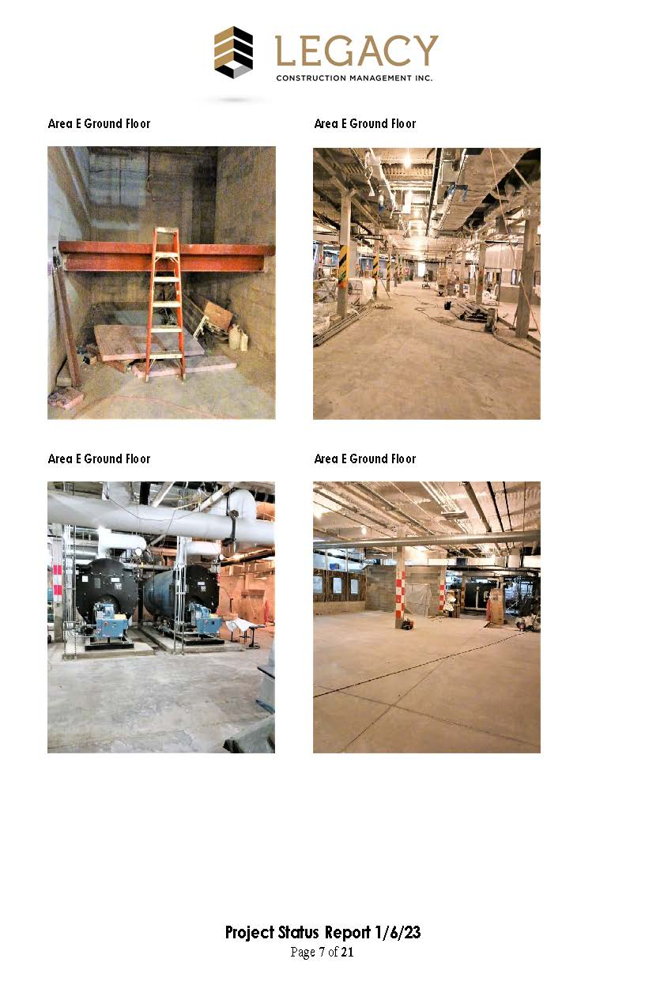 LEGACY
CONSTRUCTION MANAGEMENT INC.
Area E Ground Floor
Area E Ground Floor
Area E Ground Floor
Area E Ground Floor
Project Status Report 1/6/23
Page 7 of 21